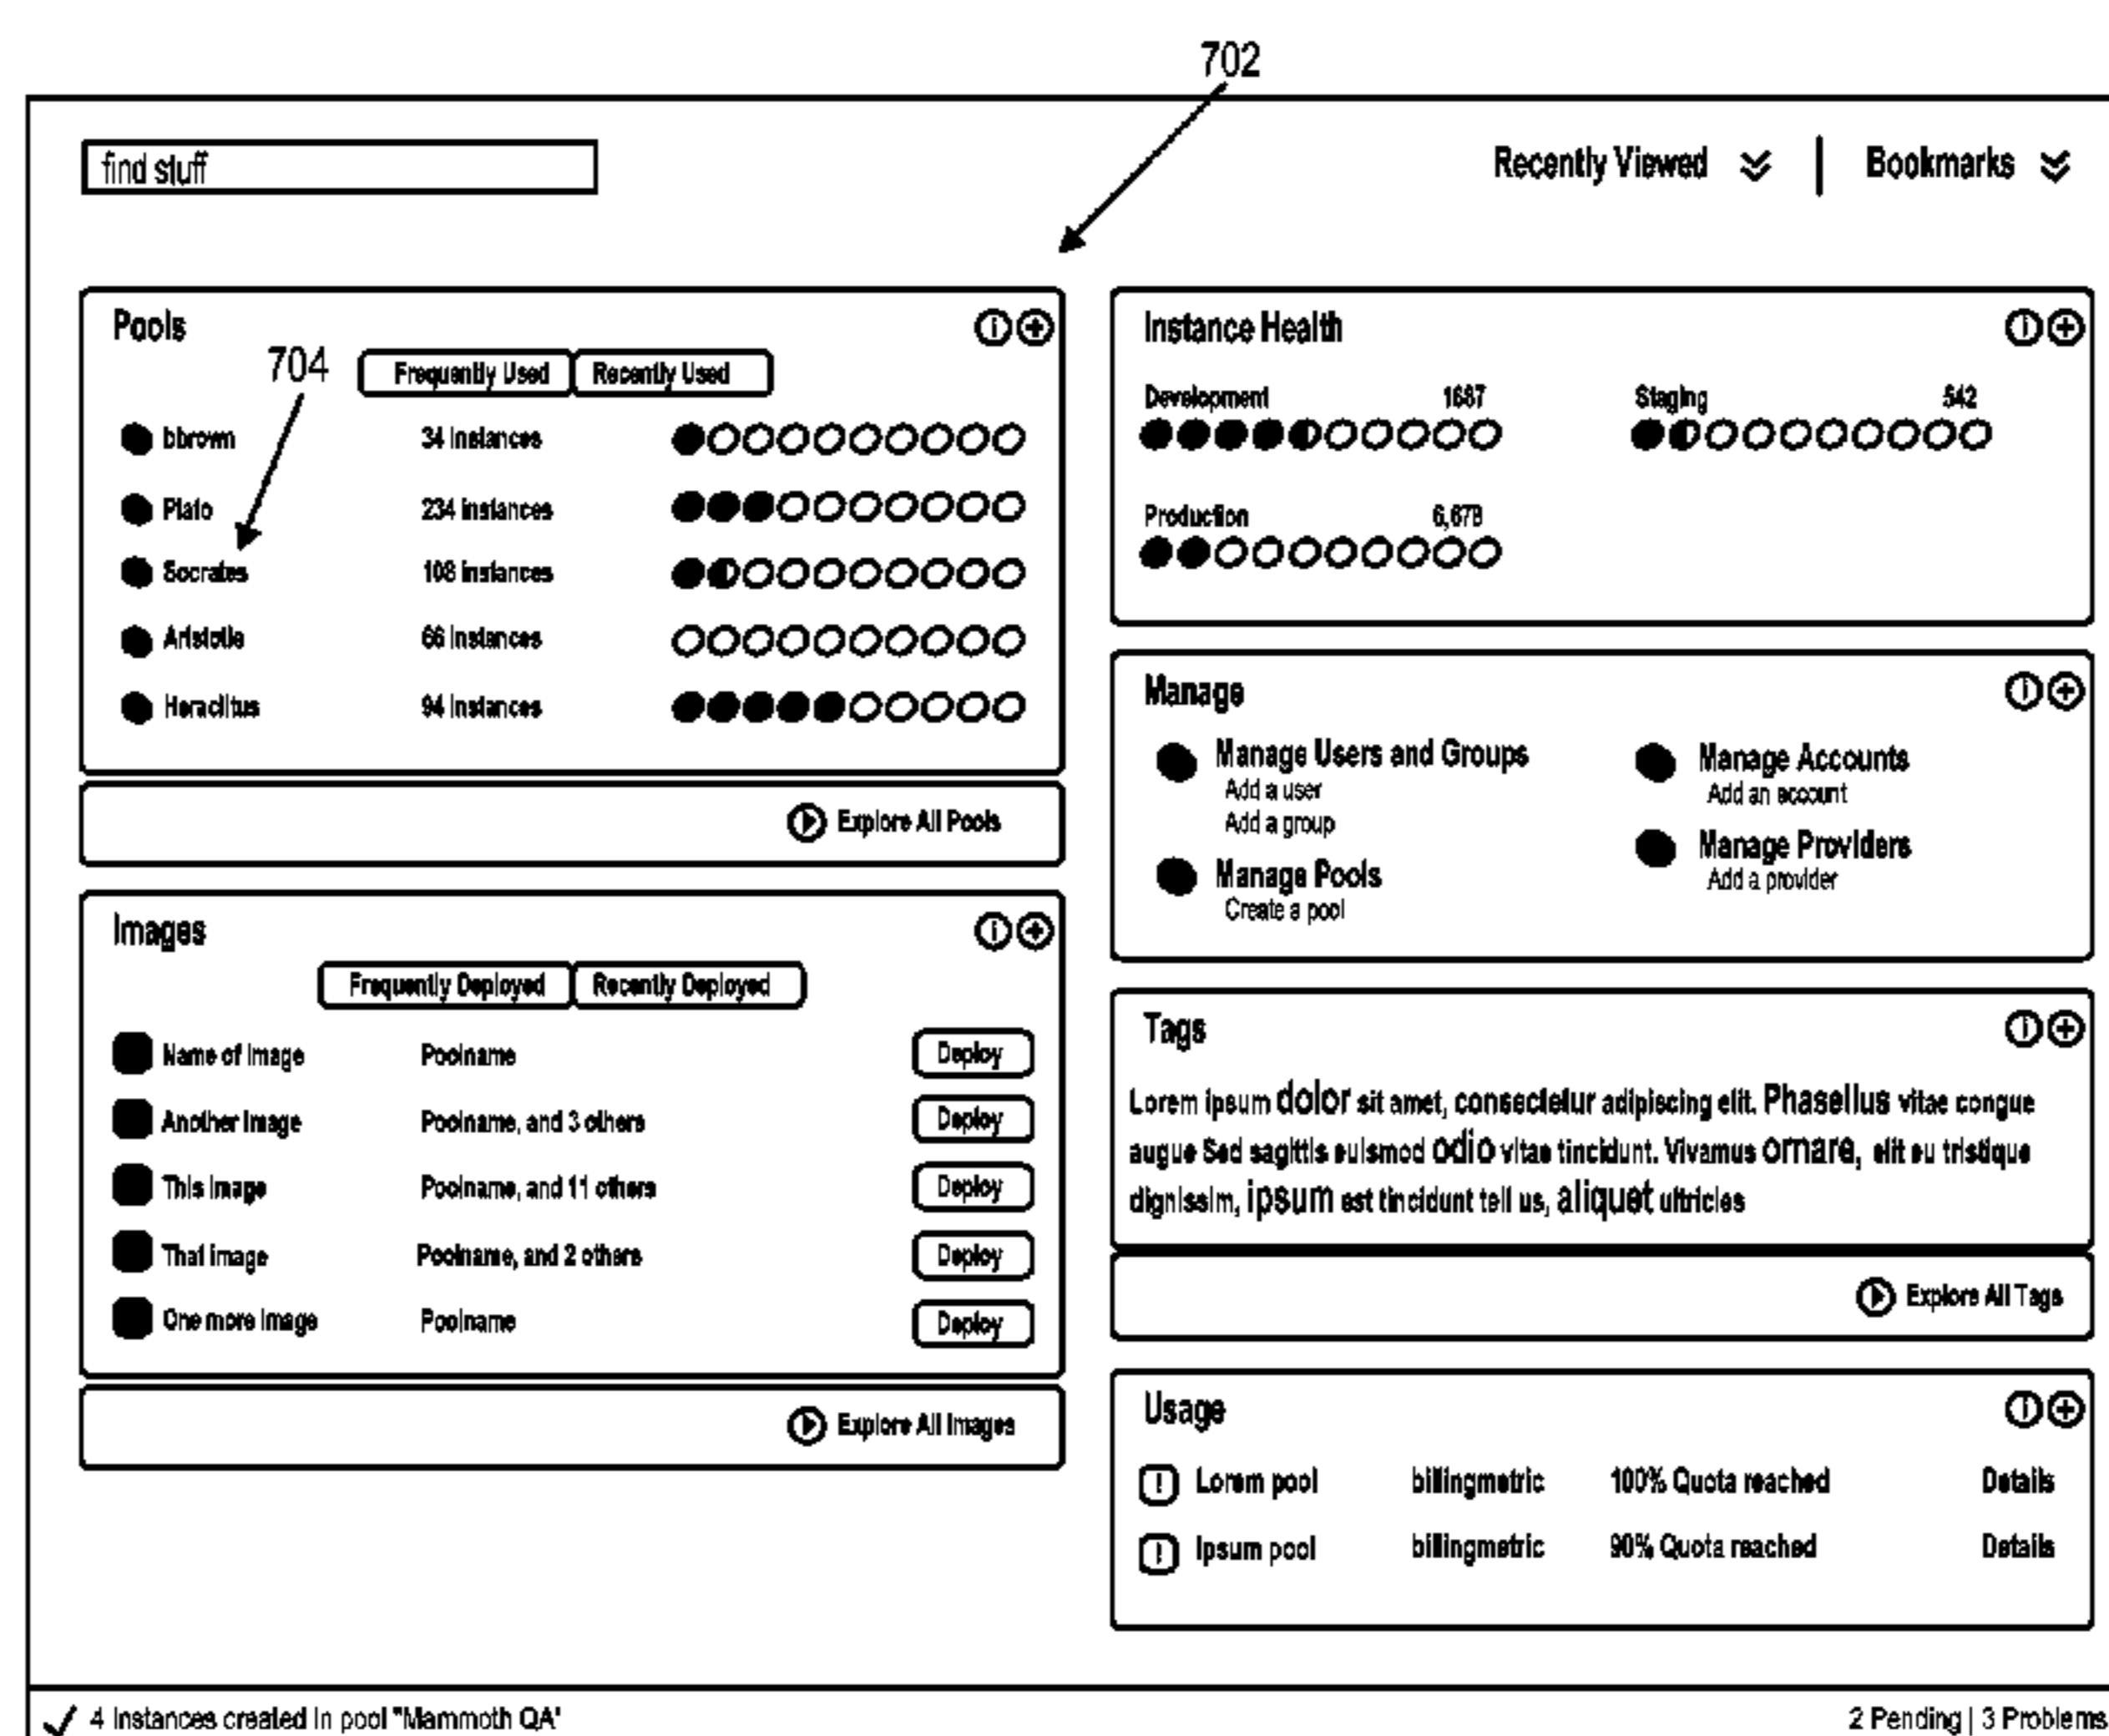 702
find stuff
Recently Viewed | Bookmarks
Pools
704
Frequently Used Recently Used
bbrown 34 Instances
Plato 234 instances
Socrates 108 instances
Aristotle 66 Instances
Heraclitus 94 Instances
Explore All Pools
Images
Frequently Deployed Recently Deployed
Name of Image Poolname Deploy
Another Image Poolname, and 3 others Deploy
This Image Poolname, and 11 others Deploy
That image Poolname, and 2 others Deploy
One more Image Poolname Deploy
Explore All Images
Instance Health
Development 1687 Staging 542
Production 6,678
Manage
Manage Users and Groups
Add a user
Add a group
Manage Pools
Create a pool
Manage Accounts
Add an account
Manage Providers
Add a provider
Tags
Lorem ipsum dolor sit amet, consectetur adipiscing elit. Phasellus vitae congue
augue Sed sagittis euismod odio vitae tincidunt. Vivamus ornare, elit eu tristique
dignissim, ipsum est tincidunt tell us, aliquet ultricies
Explore All Tags
Usage
Lorem pool billingmetric 100% Quota reached Details
Ipsum pool billingmetric 90% Quota reached Details
4 Instances created in pool "Mammoth QA'
2 Pending | 3 Problems